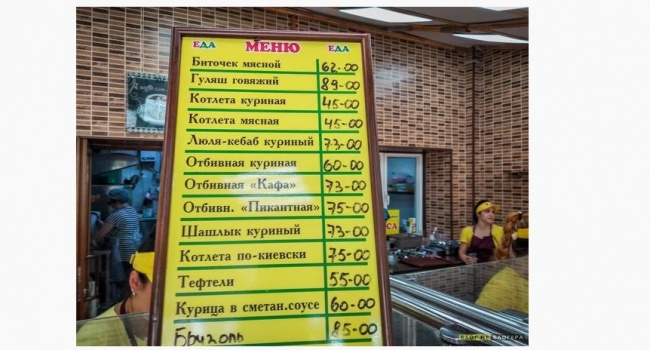 ЕДА МЕНЮ ЕДА
Биточек мясной 62-00
Гуляш говяжий 89-00
Котлета куриная 45-00
Котлета мясная 45-00
Люля-кебаб куриный 73-00
Отбивная куриная 60-00
Отбивная «Кафа» 73-00
Отбивн. «Пикантная» 75-00
Шашлык куриный 73-00
Котлета по-киевски 75-00
Тефтели 55-00
Курица в сметан.соусе 60-00
Бризоль 85-00